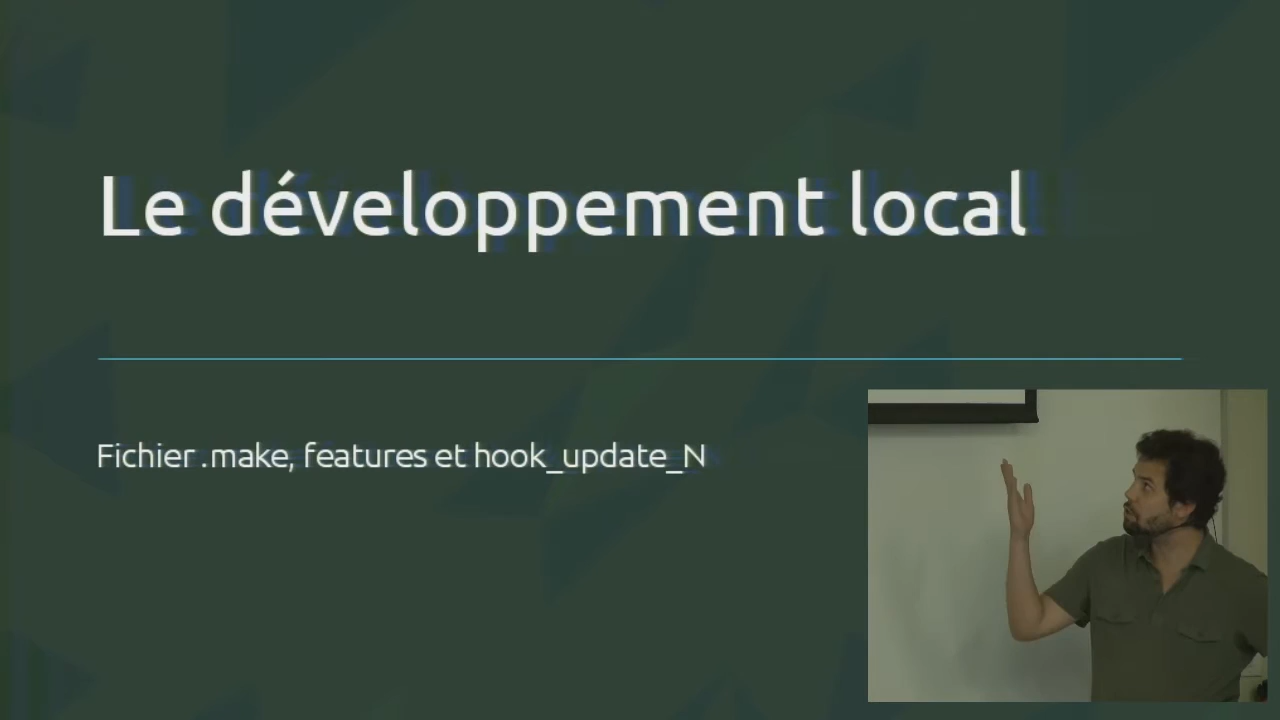 Le développement local
Fichier .make, features et hook_update_N